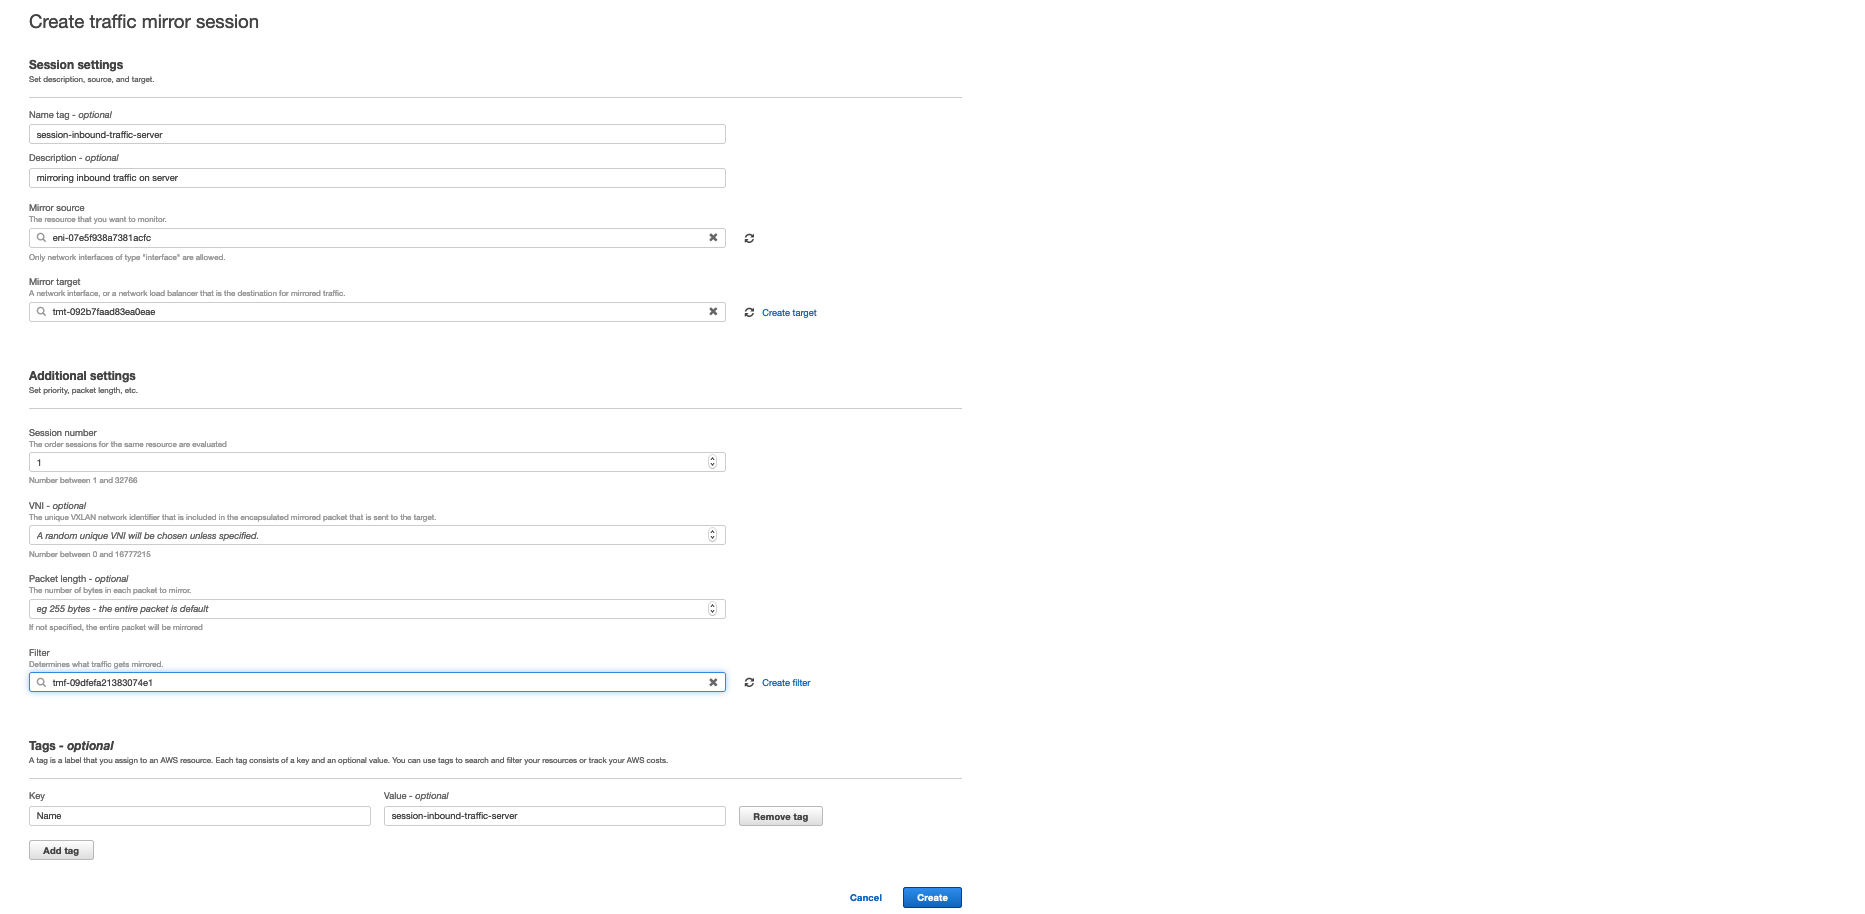 Create traffic mirror session
Session settings
Set description, source, and target.
Name tag - optional
session-inbound-traffic-server
Description - optional
mirroring inbound traffic on server
Mirror source
The resource that you want to monitor.
eni-07e5f938a7381acfc
Only network interfaces of type "interface" are allowed.
Mirror target
A network interface, or a network load balancer that is the destination for mirrored traffic.
tmt-092b7faad83ea0eae
Create target
Additional settings
Set priority, packet length, etc.
Session number
The order sessions for the same resource are evaluated
1
Number between 1 and 32766
VNI - optional
The unique VXLAN network identifier that is included in the encapsulated mirrored packet that is sent to the target.
A random unique VNI will be chosen unless specified.
Number between 0 and 16777215
Packet length - optional
The number of bytes in each packet to mirror.
eg 255 bytes - the entire packet is default
If not specified, the entire packet will be mirrored
Filter
Determines what traffic gets mirrored.
tmf-09dfefa21383074e1
Create filter
Tags - optional
A tag is a label that you assign to an AWS resource. Each tag consists of a key and an optional value. You can use tags to search and filter your resources or track your AWS costs.
Key
Value - optional
Name
session-inbound-traffic-server
Remove tag
Add tag
Cancel
Create